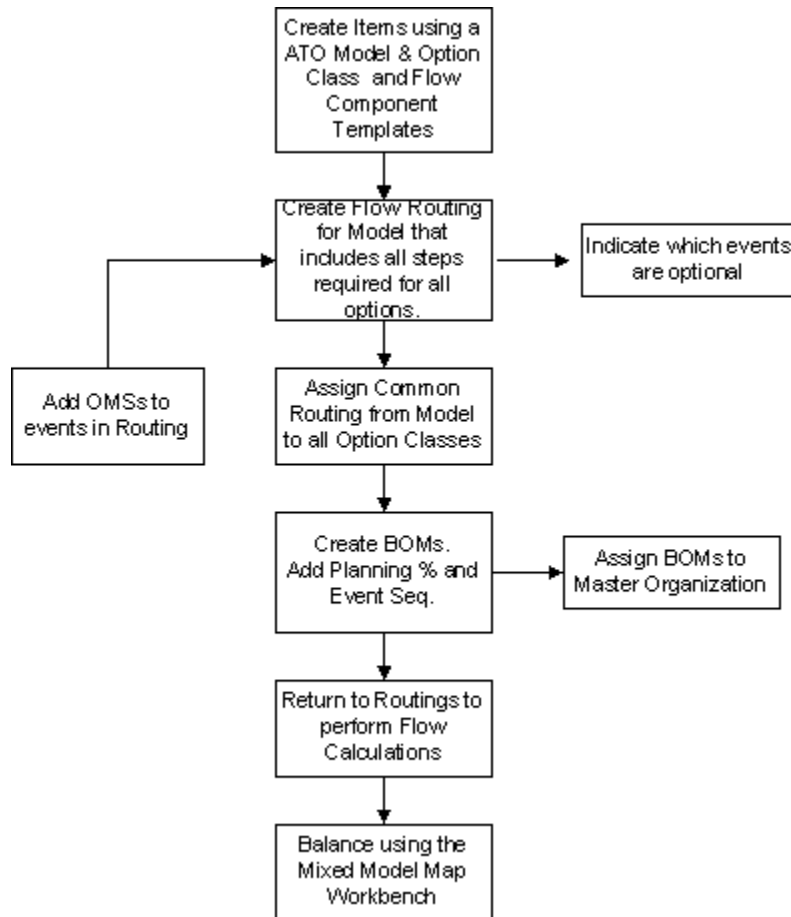 Create Items using a
ATO Model & Option
Class and Flow
Component
Templates
Create Flow Routing
for Model that
includes all steps
required for all
options.
Indicate which events
are optional
Add OMSs to
events in Routing
Assign Common
Routing from Model
to all Option Classes
Create BOMs.
Add Planning % and
Event Seq.
Assign BOMs to
Master Organization
Return to Routings to
perform Flow
Calculations
Balance using the
Mixed Model Map
Workbench